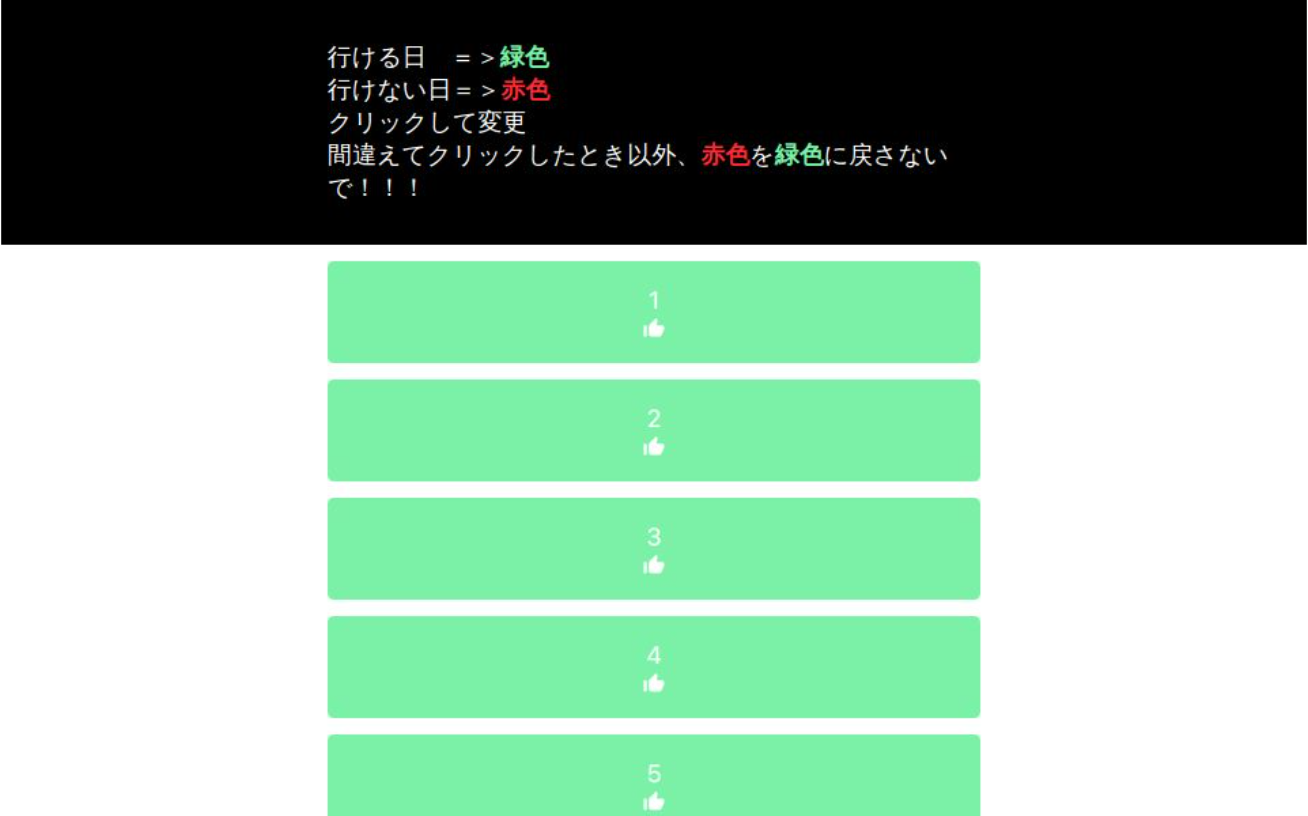 行ける日　＝＞緑色
行けない日＝＞赤色
クリックして変更
間違えてクリックしたとき以外、赤色を緑色に戻さない
で！！！
1
2
3
4
5